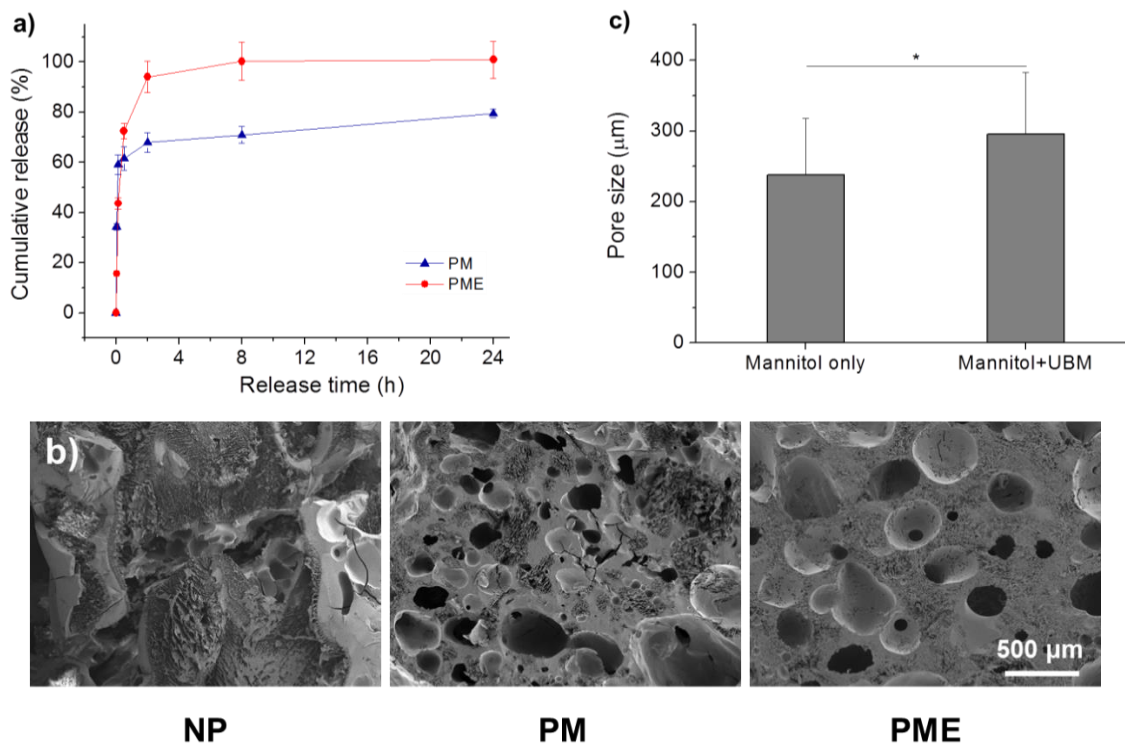 a)
Cumulative release (%)
100
80
60
40
20
0
PM
PME
0 4 8 12 16 20 24
Release time (h)
c)
Pore size (μm)
400
300
200
100
0
*
Mannitol only Mannitol+UBM
b)
500 μm
NP PM PME